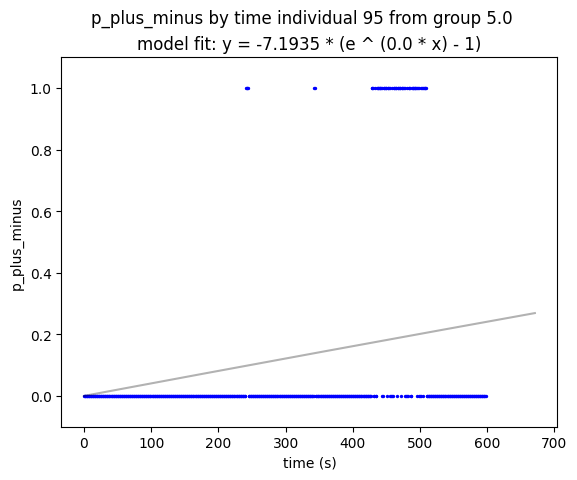 p_plus_minus by time individual 95 from group 5.0
model fit: y = -7.1935 * (e ^ (0.0 * x) - 1)
1.0
0.8
0.6
0.4
0.2
0.0
p_plus_minus
0 100 200 300 400 500 600 700
time (s)